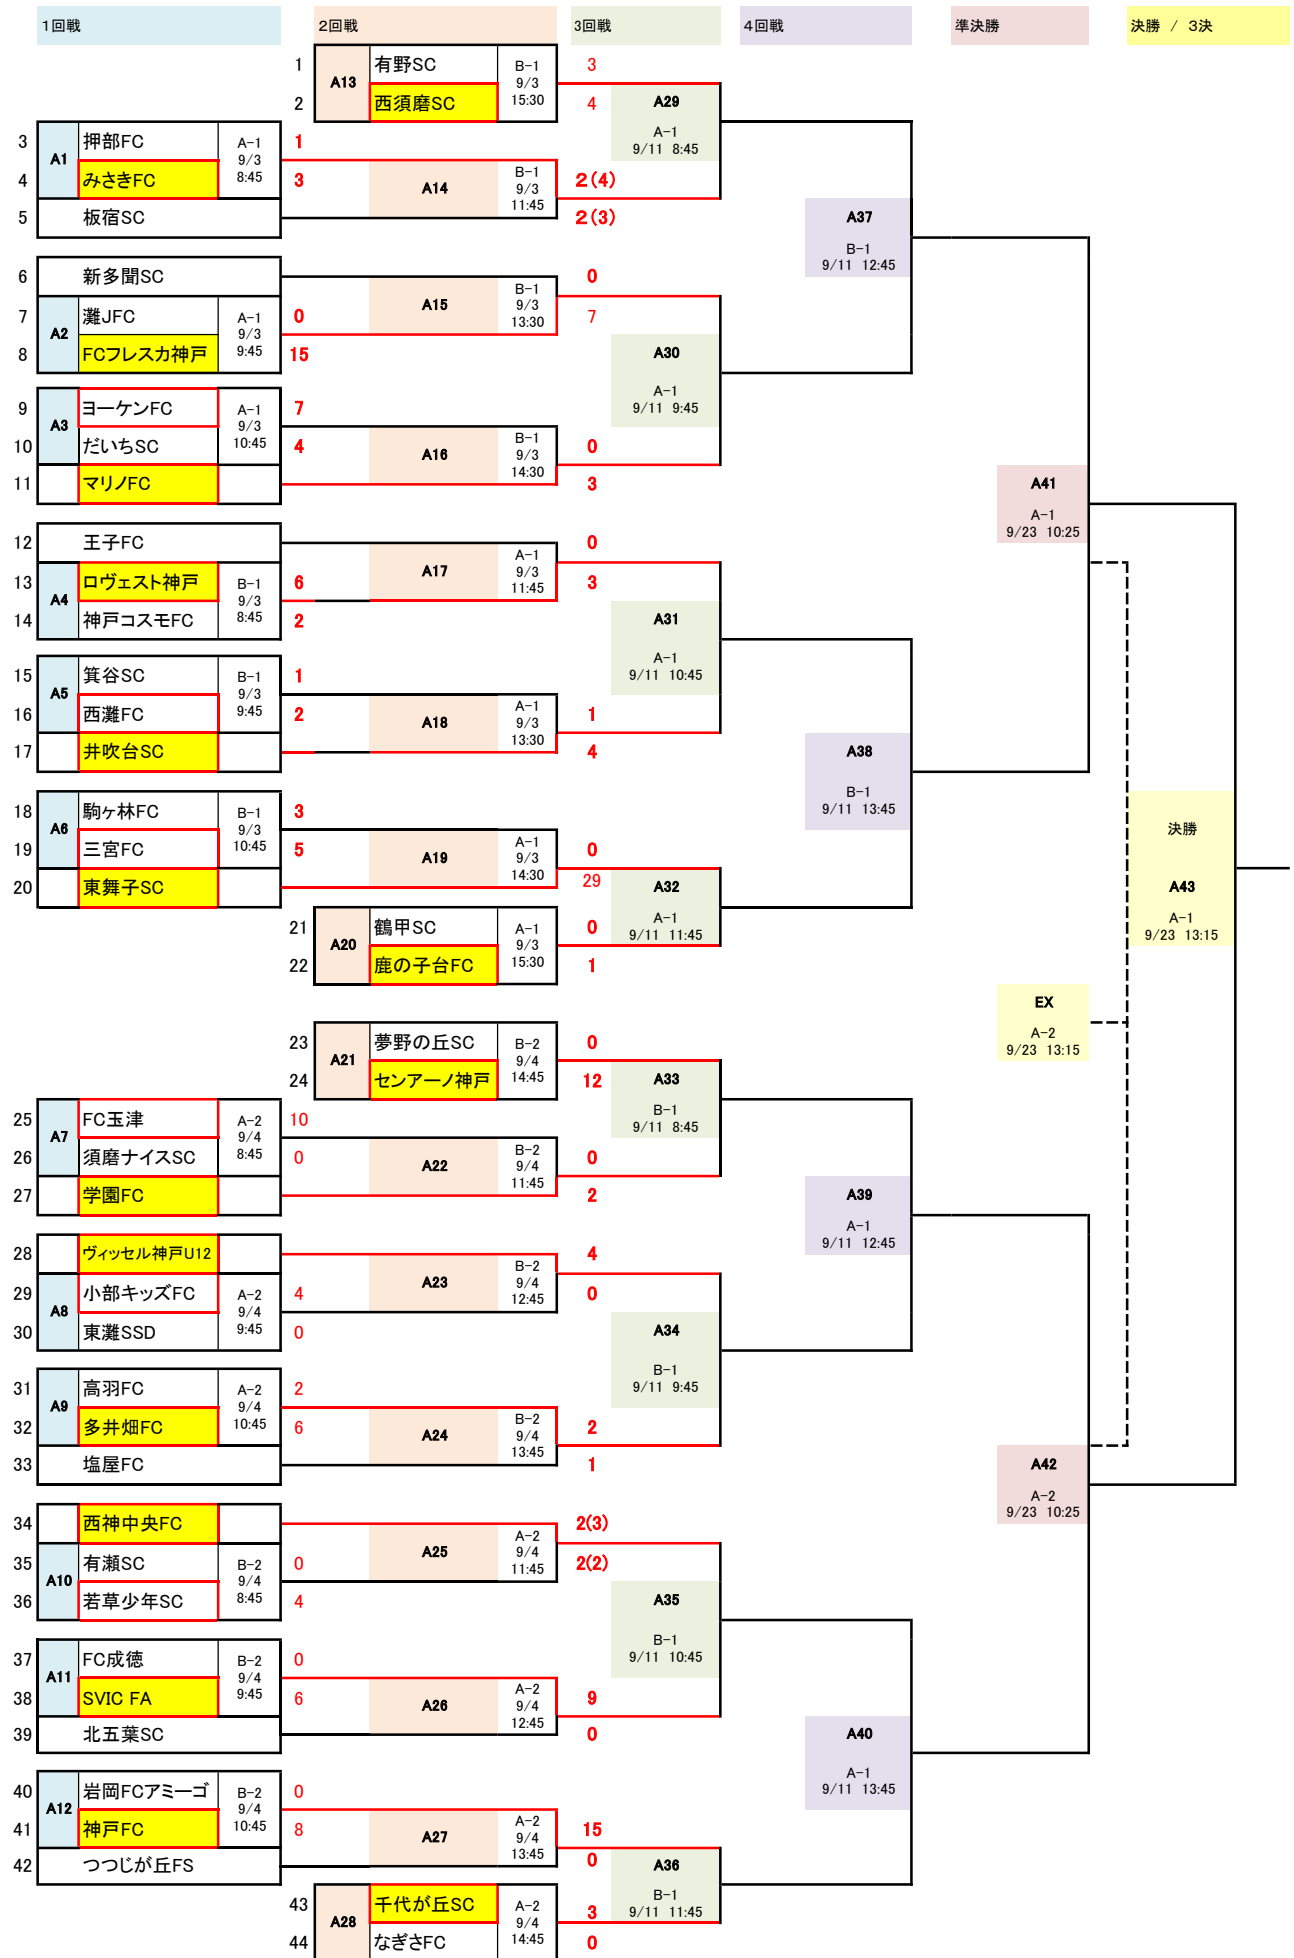 1回戦
2回戦
3回戦
4回戦
準決勝
決勝 / 3決
1
A13
有野SC
B-1
9/3
15:30
3
2
西須磨SC
4
A29
A-1
9/11 8:45
3
A1
押部FC
A-1
9/3
8:45
1
4
みさきFC
3
A14
B-1
9/3
11:45
2(4)
5
板宿SC
2(3)
A37
B-1
9/11 12:45
6
新多聞SC
A15
B-1
9/3
13:30
0
7
A2
灘JFC
A-1
9/3
9:45
0
7
8
FCフレスカ神戸
15
A30
A-1
9/11 9:45
9
A3
ヨーケンFC
A-1
9/3
10:45
7
10
だいちSC
4
A16
B-1
9/3
14:30
0
11
マリノFC
3
A41
A-1
9/23 10:25
12
王子FC
A17
A-1
9/3
11:45
0
13
A4
ロヴェスト神戸
B-1
9/3
8:45
6
3
14
神戸コスモFC
2
A31
A-1
9/11 10:45
15
A5
箕谷SC
B-1
9/3
9:45
1
16
西灘FC
2
A18
A-1
9/3
13:30
1
17
井吹台SC
4
A38
B-1
9/11 13:45
18
A6
駒ヶ林FC
B-1
9/3
10:45
3
19
三宮FC
5
A19
A-1
9/3
14:30
0
20
東舞子SC
29
A32
A-1
9/11 11:45
決勝
A43
A-1
9/23 13:15
21
A20
鶴甲SC
A-1
9/3
15:30
0
22
鹿の子台FC
1
EX
A-2
9/23 13:15
23
A21
夢野の丘SC
B-2
9/4
14:45
0
24
センアーノ神戸
12
A33
B-1
9/11 8:45
25
A7
FC玉津
A-2
9/4
8:45
10
26
須磨ナイスSC
0
A22
B-2
9/4
11:45
0
27
学園FC
2
A39
A-1
9/11 12:45
28
ヴィッセル神戸U12
A23
B-2
9/4
12:45
4
29
A8
小部キッズFC
A-2
9/4
9:45
4
0
30
東灘SSD
0
A34
B-1
9/11 9:45
31
A9
高羽FC
A-2
9/4
10:45
2
32
多井畑FC
6
A24
B-2
9/4
13:45
2
33
塩屋FC
1
A42
A-2
9/23 10:25
34
西神中央FC
A25
A-2
9/4
11:45
2(3)
35
A10
有瀬SC
B-2
9/4
8:45
0
2(2)
36
若草少年SC
4
A35
B-1
9/11 10:45
37
A11
FC成徳
B-2
9/4
9:45
0
38
SVIC FA
6
A26
A-2
9/4
12:45
9
39
北五葉SC
0
A40
A-1
9/11 13:45
40
A12
岩岡FCアミーゴ
B-2
9/4
10:45
0
41
神戸FC
8
A27
A-2
9/4
13:45
15
42
つつじが丘FS
0
A36
B-1
9/11 11:45
43
A28
千代が丘SC
A-2
9/4
14:45
3
44
なぎさFC
0